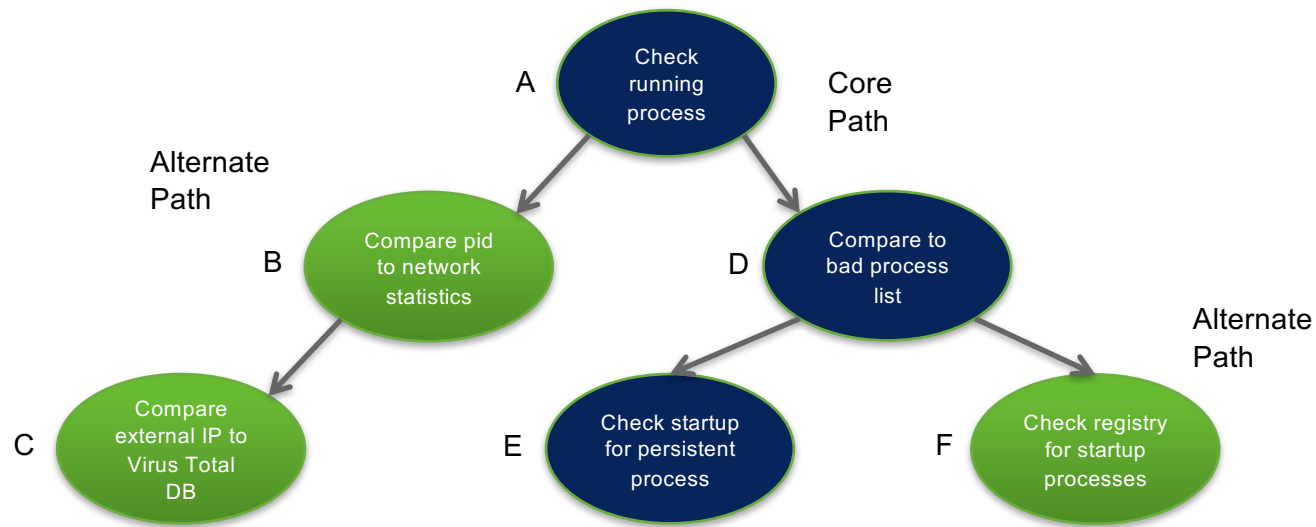 A
Check
running
process
Core
Path
Alternate
Path
B
Compare pid
to network
statistics
D
Compare to
bad process
list
Alternate
Path
C
Compare
external IP to
Virus Total
DB
E
Check startup
for persistent
process
F
Check registry
for startup
processes